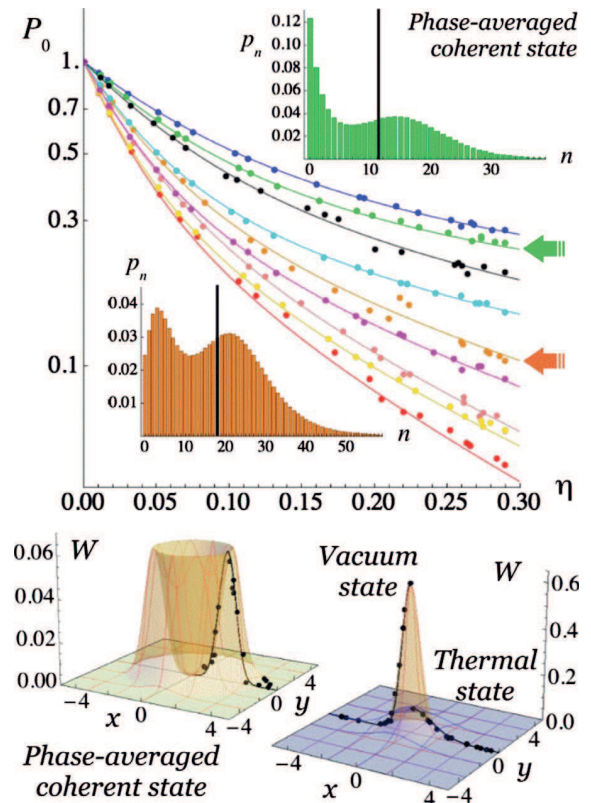 P0
1.
0.7
0.5
0.3
0.1
0.00 0.05 0.10 0.15 0.20 0.25 0.30 η
pn
0.12
0.10
0.08
0.06
0.04
0.02
0 10 20 30 n
Phase-averaged
coherent state
pn
0.04
0.03
0.02
0.01
0 10 20 30 40 50 n
0.06
0.04
0.02
0.00
W
−4 0 4
x
−4 0 4
y
Phase-averaged
coherent state
Vacuum
state
Thermal
state
W
0.6
0.4
0.2
0.0
−4 0 4
x
−4 0 4
y